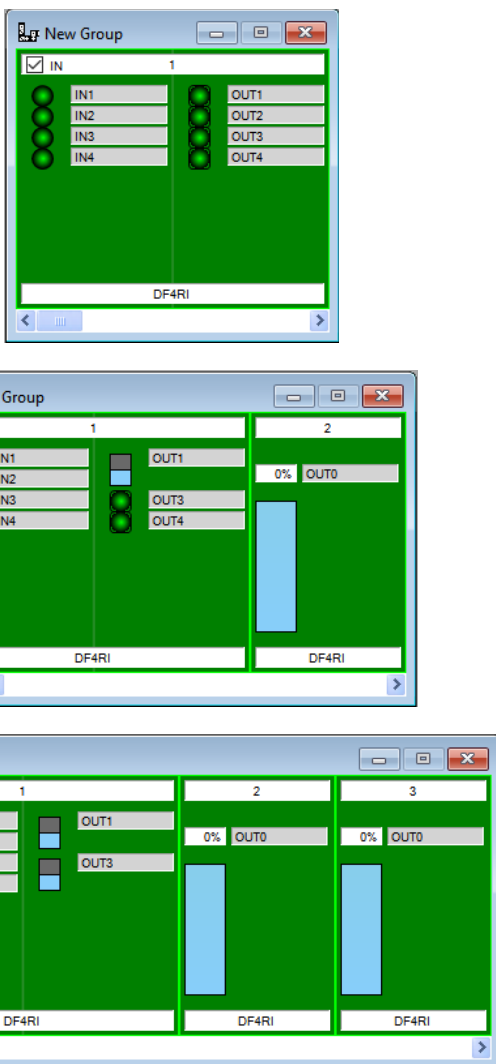 New Group
IN 1
IN1 OUT1
IN2 OUT2
IN3 OUT3
IN4 OUT4
DF4RI
Group
1 2
N1 OUT1 0% OUT0
N2
N3 OUT3
N4 OUT4
DF4RI DF4RI
1 2 3
OUT1 0% OUT0 0% OUT0
OUT3
DF4RI DF4RI DF4RI